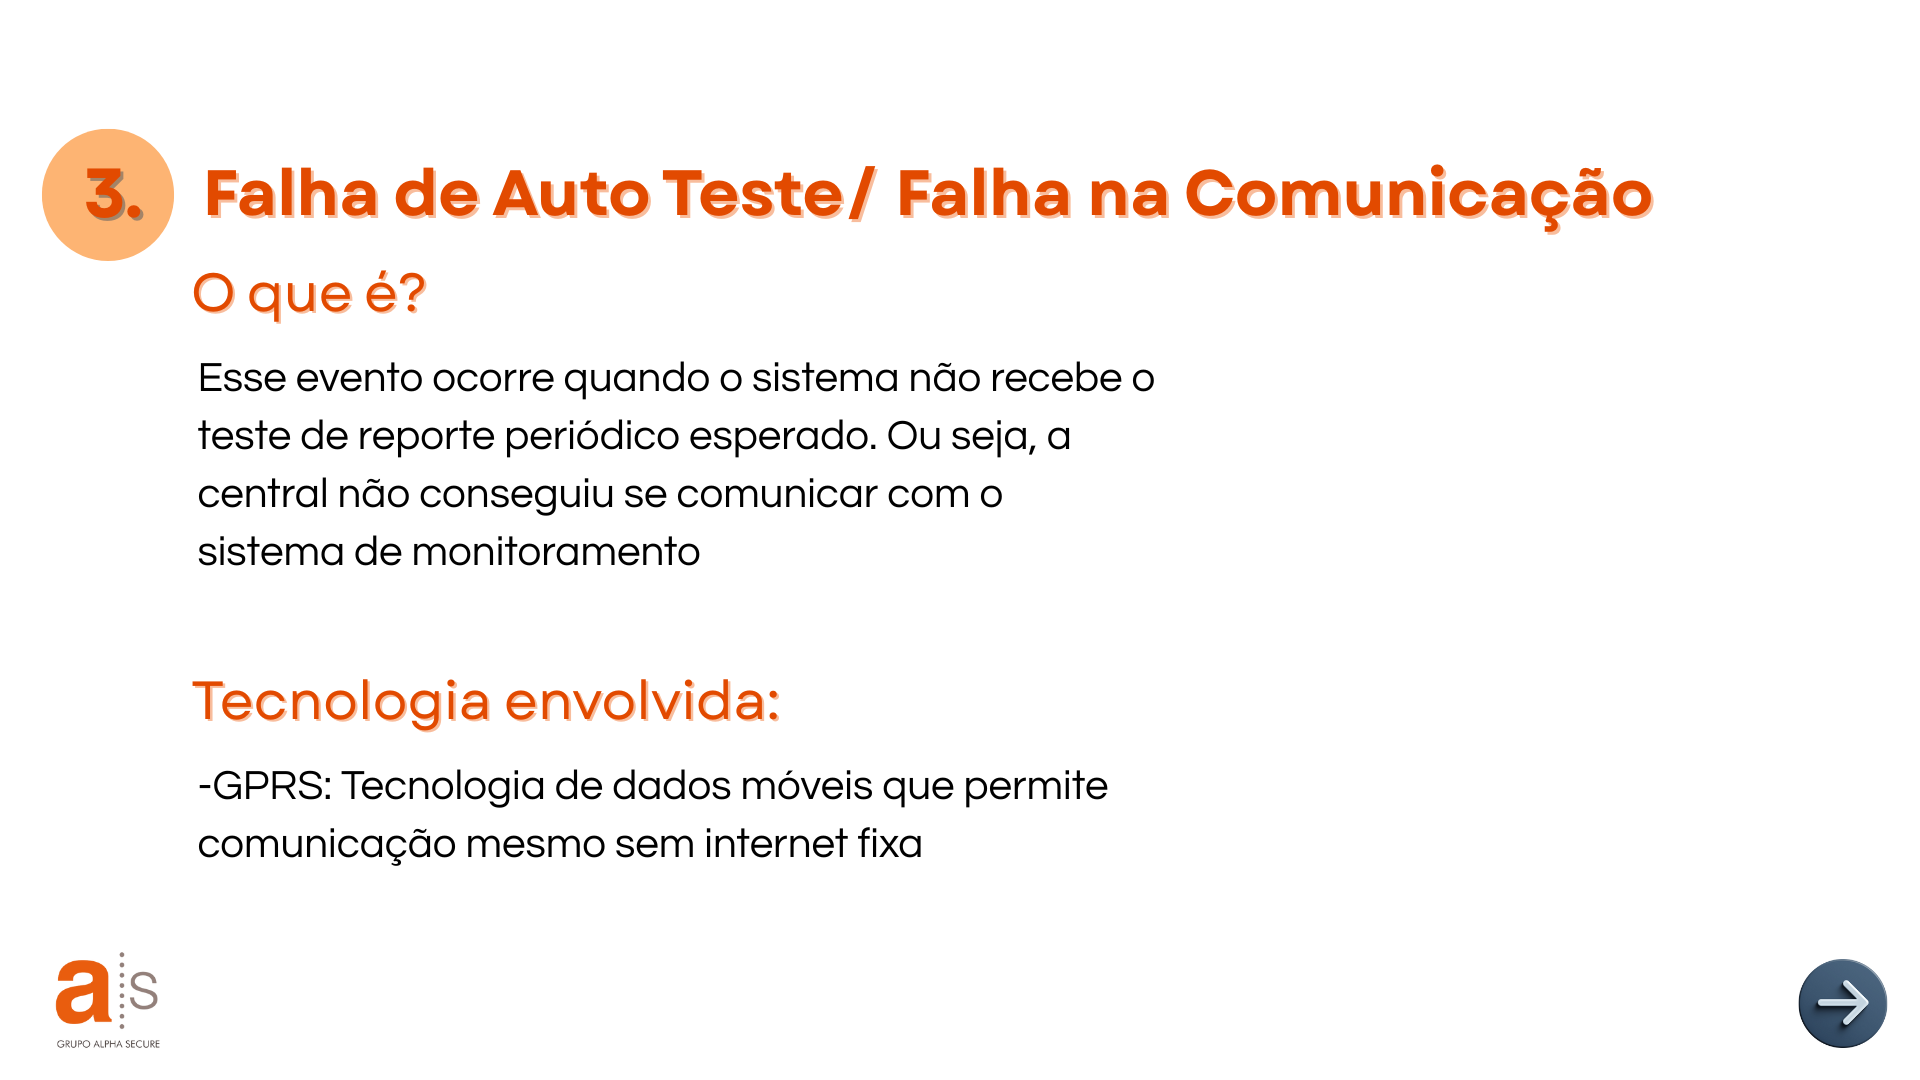 3. Falha de Auto Teste/ Falha na Comunicação
O que é?
Esse evento ocorre quando o sistema não recebe o
teste de reporte periódico esperado. Ou seja, a
central não conseguiu se comunicar com o
sistema de monitoramento
Tecnologia envolvida:
-GPRS: Tecnologia de dados móveis que permite
comunicação mesmo sem internet fixa
a s
GRUPO ALPHA SECURE